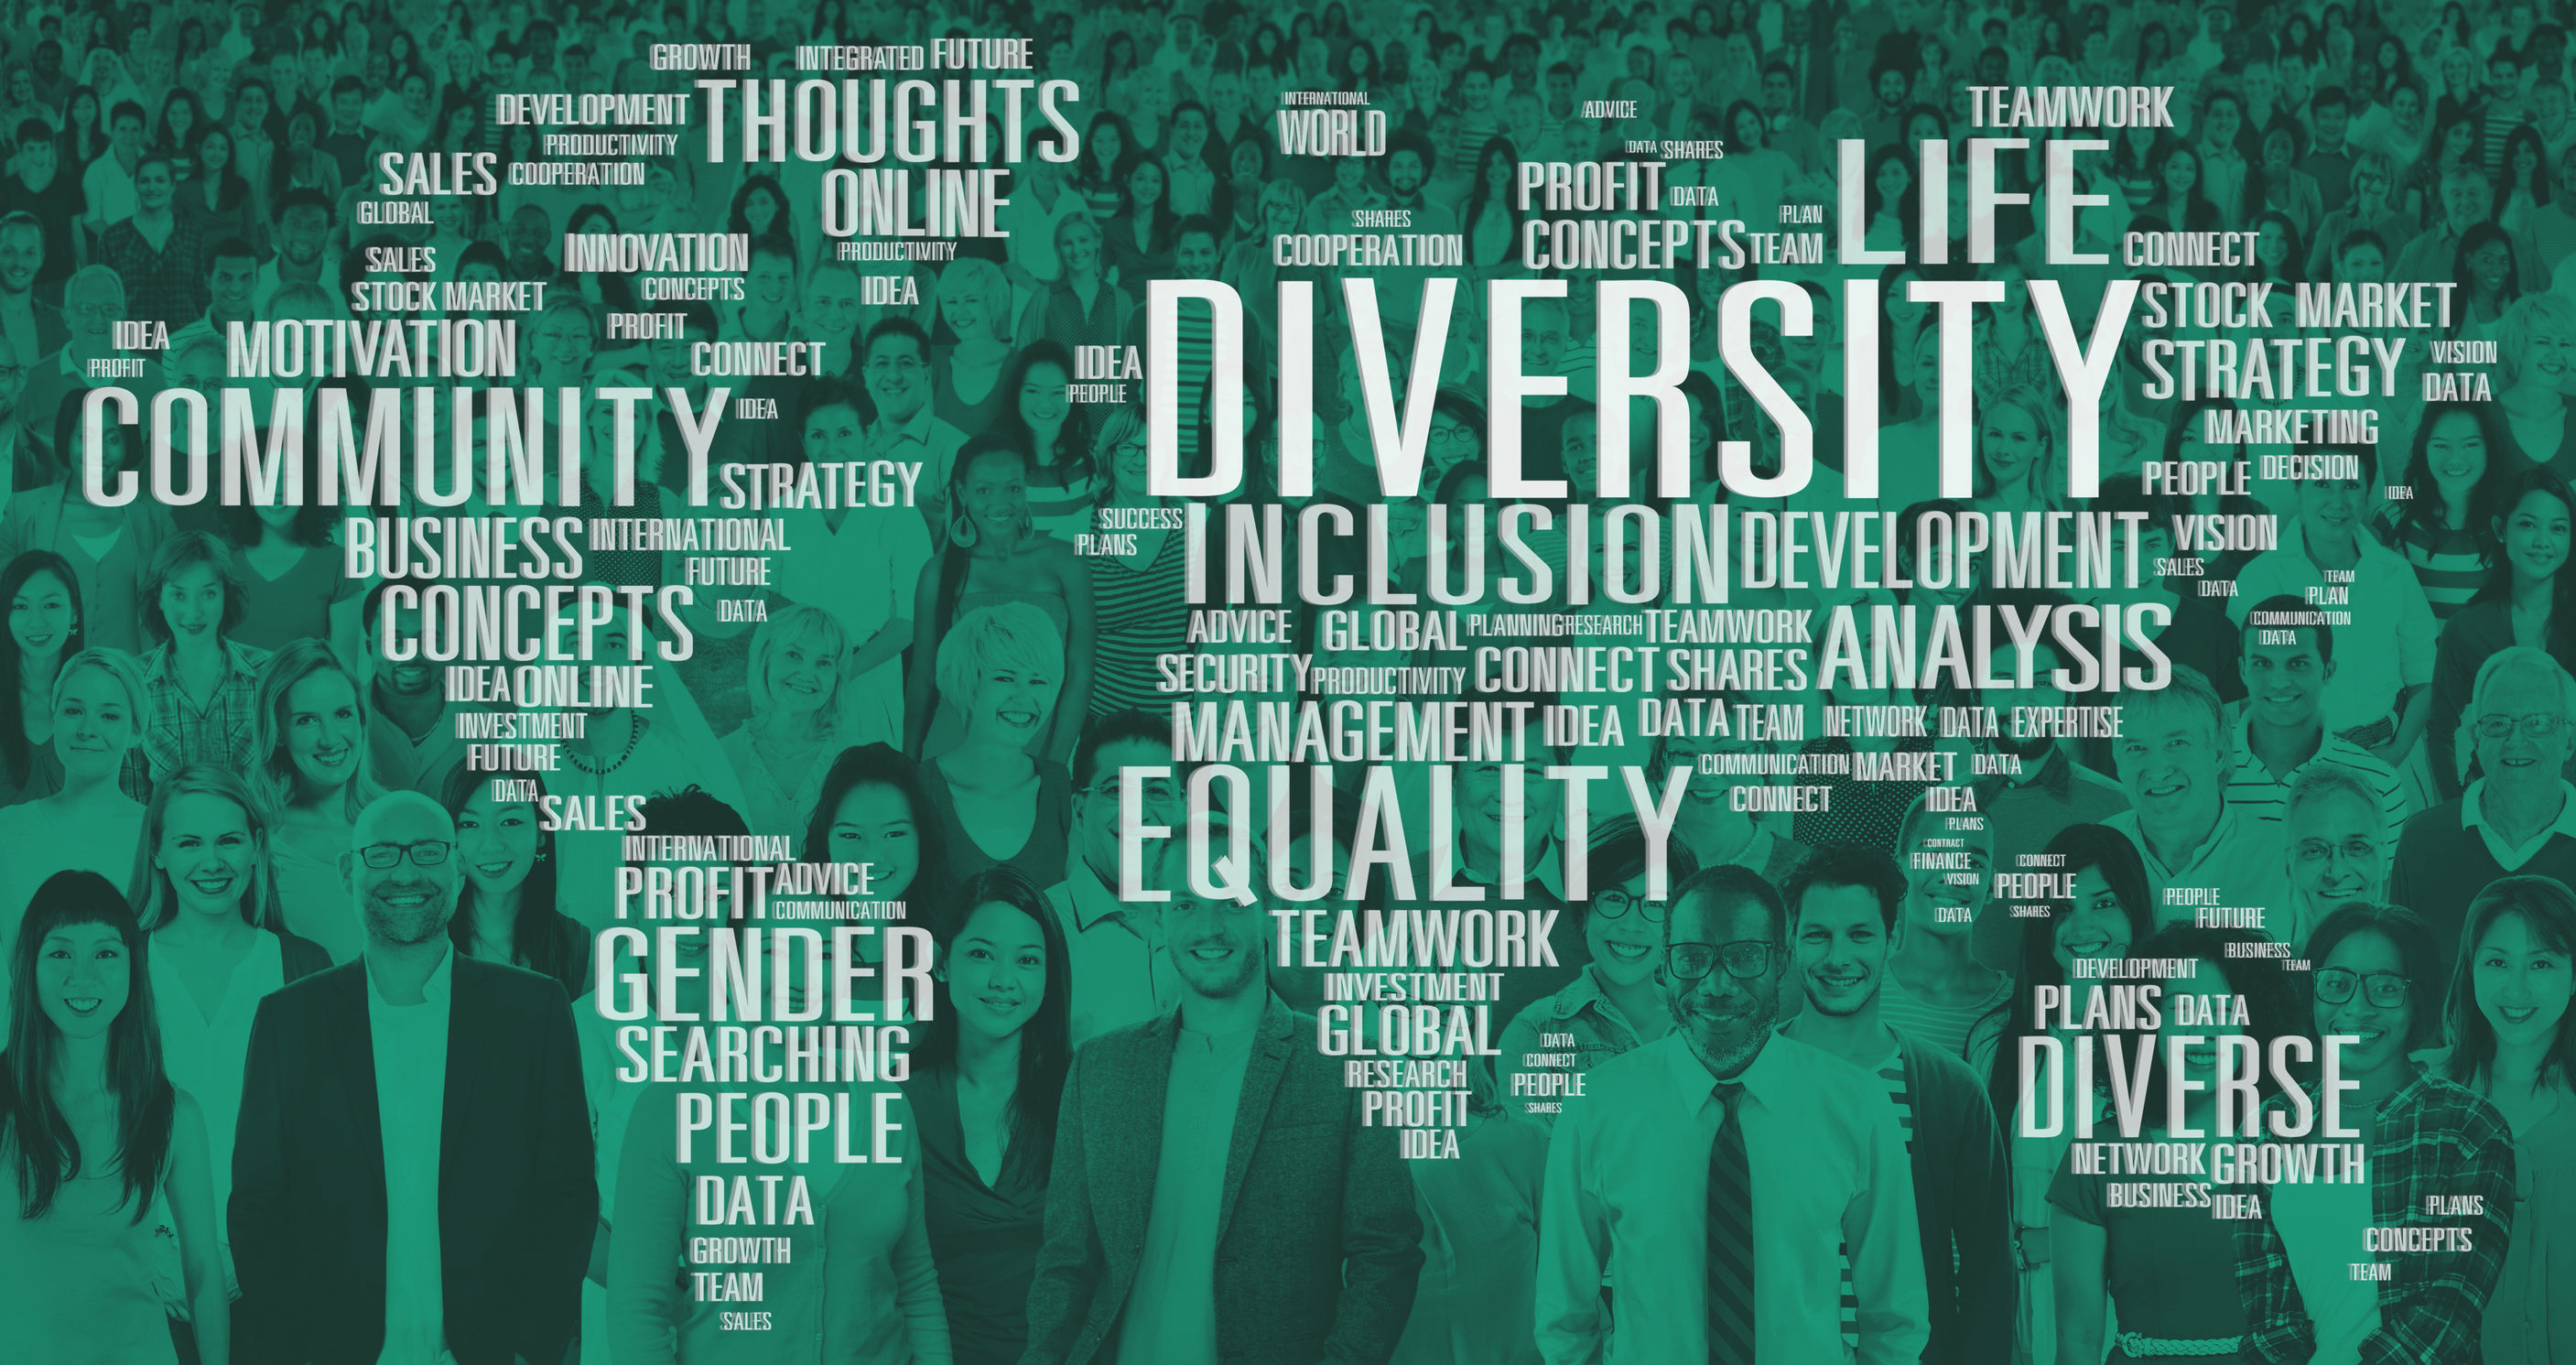 GROWTH INTEGRATED FUTURE
DEVELOPMENT THOUGHTS
PRODUCTIVITY
SALES COOPERATION
ONLINE
GLOBAL
INNOVATION PRODUCTIVITY
SALES
STOCK MARKET CONCEPTS IDEA
IDEA MOTIVATION PROFIT
PROFIT CONNECT
COMMUNITY IDEA
STRATEGY
BUSINESS INTERNATIONAL
FUTURE
CONCEPTS DATA
IDEA ONLINE
INVESTMENT
FUTURE
DATA
SALES
INTERNATIONAL
PROFIT ADVICE
COMMUNICATION
GENDER
SEARCHING
PEOPLE
DATA
GROWTH
TEAM
SALES
INTERNATIONAL
WORLD
ADVICE
TEAMWORK
DATA SHARES
PROFIT DATA
LIFE
SHARES
PLAN
COOPERATION CONCEPTS TEAM CONNECT
IDEA
PEOPLE
DIVERSITY
STOCK MARKET
STRATEGY VISION
DATA
MARKETING
PEOPLE DECISION
IDEA
SUCCESS
PLANS
INCLUSION DEVELOPMENT VISION
SALES
DATA
TEAM
PLAN
COMMUNICATION
DATA
ADVICE GLOBAL PLANNING RESEARCH TEAMWORK ANALYSIS
SECURITY PRODUCTIVITY CONNECT SHARES
MANAGEMENT IDEA DATA TEAM NETWORK DATA EXPERTISE
EQUALITY COMMUNICATION MARKET DATA
CONNECT IDEA
PLANS
CONTRACT
FINANCE
VISION
DATA
CONNECT
PEOPLE
SHARES
TEAMWORK
INVESTMENT
GLOBAL
RESEARCH
PROFIT
IDEA
DATA
CONNECT
PEOPLE
SHARES
PEOPLE
FUTURE
BUSINESS
TEAM
DEVELOPMENT
PLANS DATA
DIVERSE
NETWORK GROWTH
BUSINESS IDEA
PLANS
CONCEPTS
TEAM